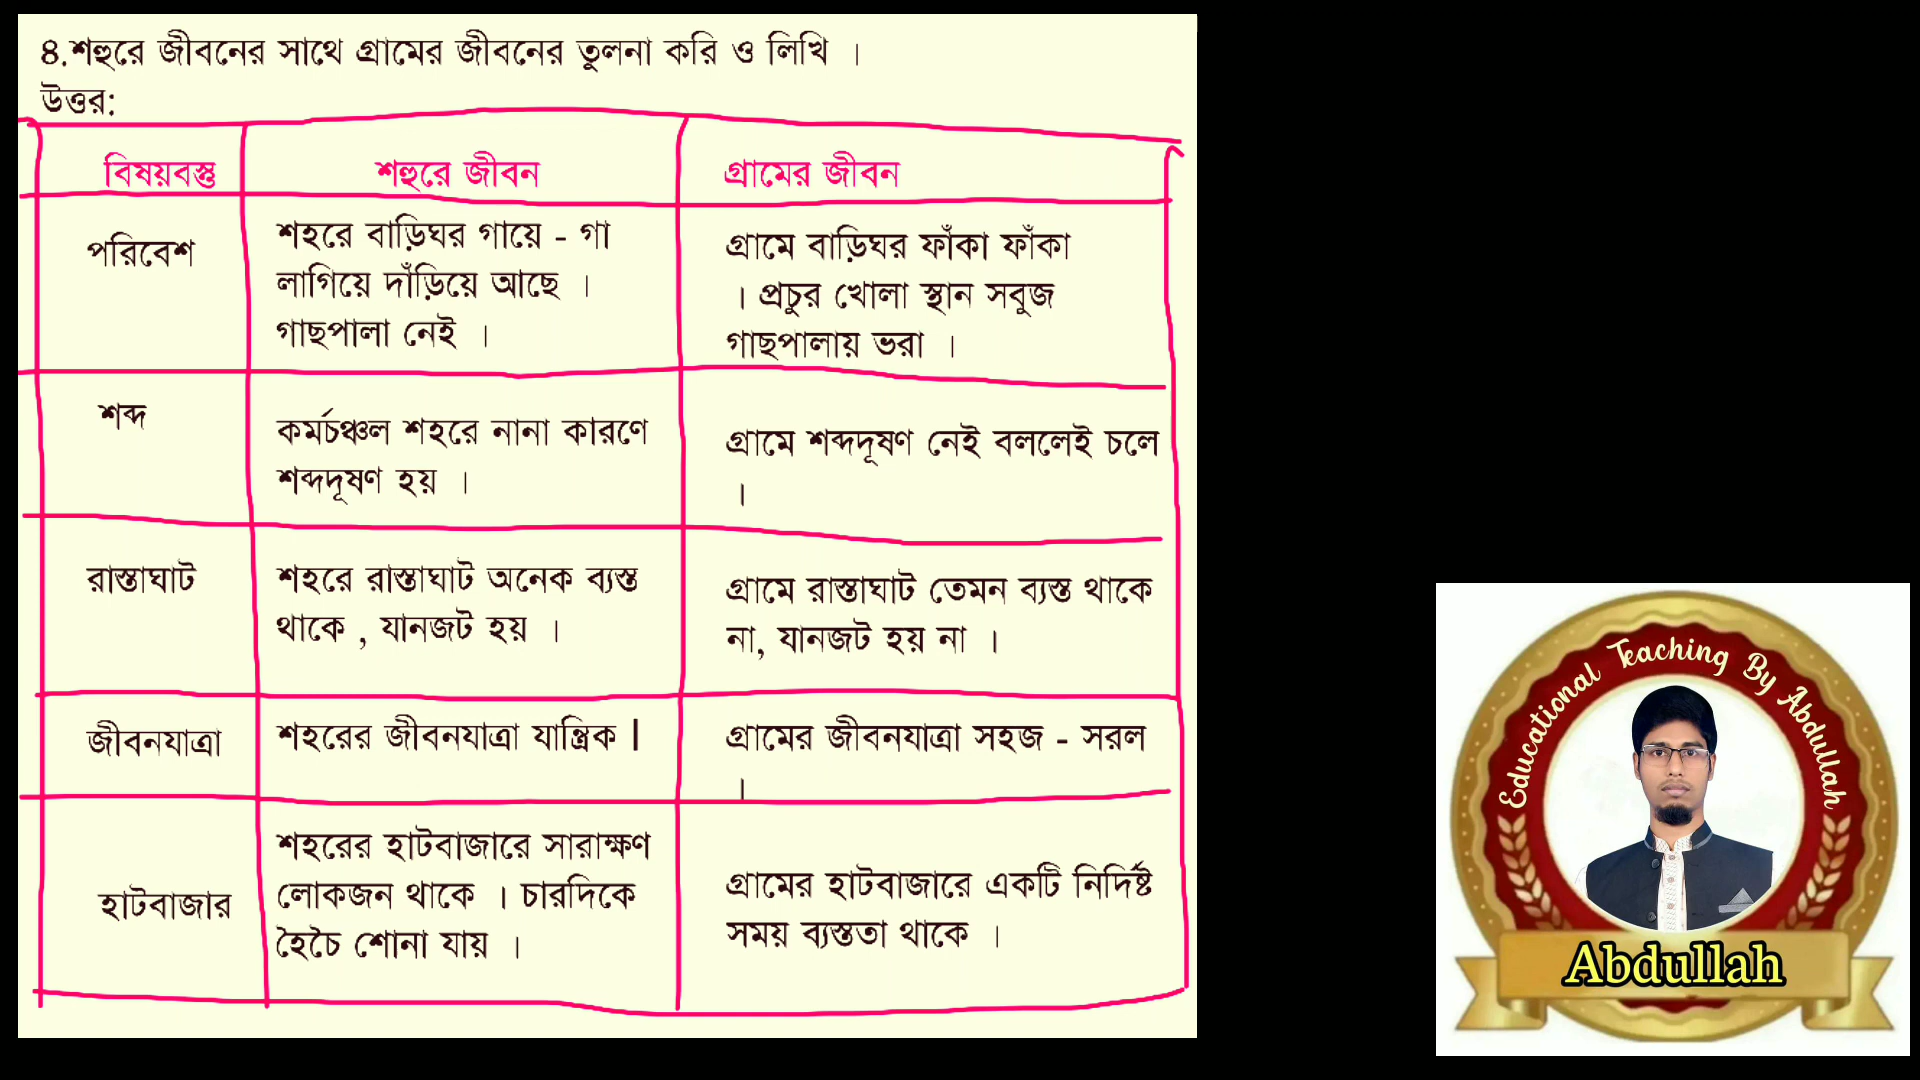 ৪.শহুরে জীবনের সাথে গ্রামের জীবনের তুলনা করি ও লিখি ।
উত্তর:
বিষয়বস্তু শহুরে জীবন গ্রামের জীবন
পরিবেশ
শহরে বাড়িঘর গায়ে - গা
লাগিয়ে দাঁড়িয়ে আছে ।
গাছপালা নেই ।
গ্রামে বাড়িঘর ফাঁকা ফাঁকা
। প্রচুর খোলা স্থান সবুজ
গাছপালায় ভরা ।
শব্দ
কর্মচঞ্চল শহরে নানা কারণে
শব্দদূষণ হয় ।
গ্রামে শব্দদূষণ নেই বললেই চলে
।
রাস্তাঘাট
শহরে রাস্তাঘাট অনেক ব্যস্ত
থাকে , যানজট হয় ।
গ্রামে রাস্তাঘাট তেমন ব্যস্ত থাকে
না, যানজট হয় না ।
জীবনযাত্রা
শহরের জীবনযাত্রা যান্ত্রিক |
গ্রামের জীবনযাত্রা সহজ - সরল
।
হাটবাজার
শহরের হাটবাজারে সারাক্ষণ
লোকজন থাকে । চারদিকে
হৈচৈ শোনা যায় ।
গ্রামের হাটবাজারে একটি নির্দিষ্ট
সময় ব্যস্ততা থাকে ।
Educational Teaching By Abdullah
Abdullah